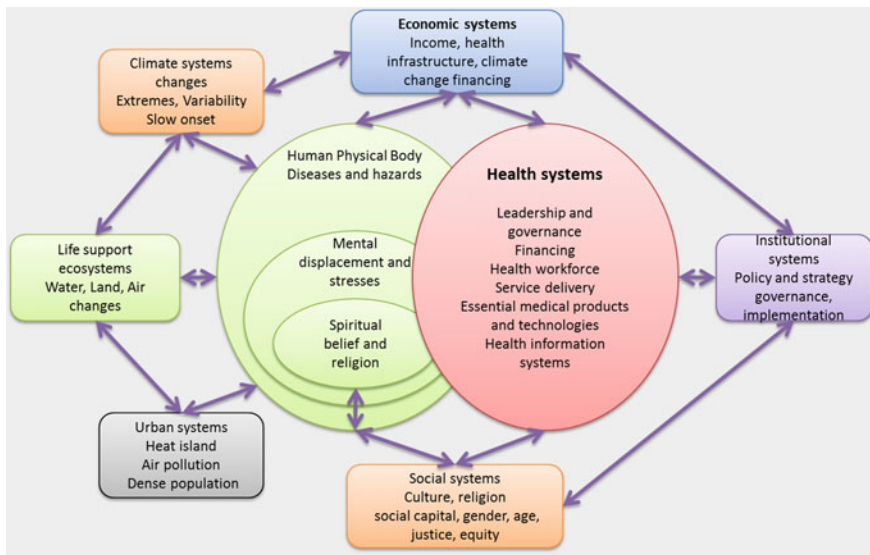 Economic systems
Income, health
infrastructure, climate
change financing
Climate systems
changes
Extremes, Variability
Slow onset
Human Physical Body
Diseases and hazards
Health systems
Leadership and
governance
Financing
Health workforce
Service delivery
Essential medical products
and technologies
Health information
systems
Mental
displacement and
stresses
Spiritual
belief and
religion
Life support
ecosystems
Water, Land, Air
changes
Institutional
systems
Policy and strategy
governance,
implementation
Urban systems
Heat island
Air pollution
Dense population
Social systems
Culture, religion
social capital, gender, age,
justice, equity